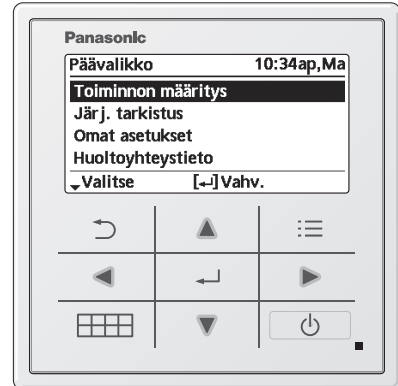 Panasonic
Päävalikko 10:34ap,Ma
Toiminnon määritys
Järj. tarkistus
Omat asetukset
Huoltoyhteystieto
Valitse [↵]Vahv.